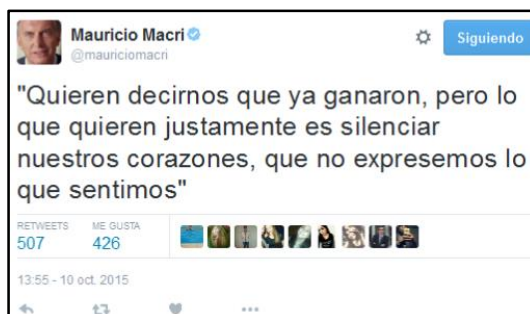 Mauricio Macri
@mauriciomacri
Siguiendo
"Quieren decirnos que ya ganaron, pero lo
que quieren justamente es silenciar
nuestros corazones, que no expresemos lo
que sentimos"
RETWEETS ME GUSTA
507 426
13:55 - 10 oct. 2015